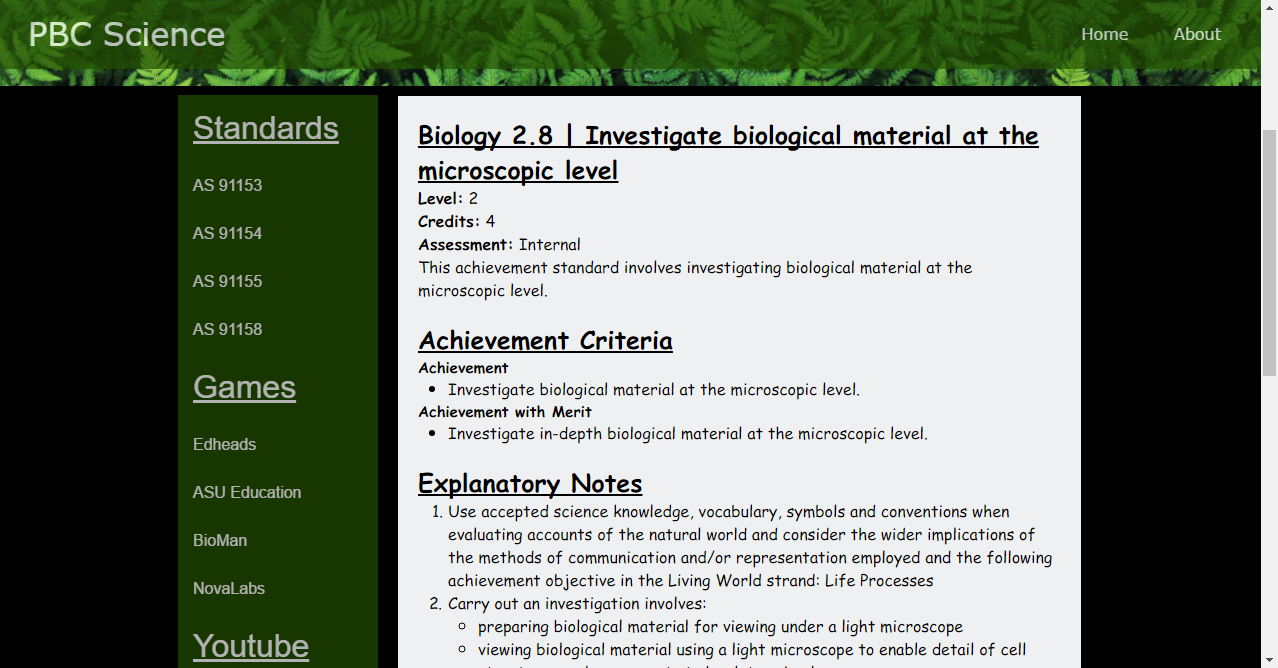 PBC Science
Home
About
Standards
AS 91153
AS 91154
AS 91155
AS 91158
Games
Edheads
ASU Education
BioMan
NovaLabs
Youtube
Biology 2.8 | Investigate biological material at the
microscopic level
Level: 2
Credits: 4
Assessment: Internal
This achievement standard involves investigating biological material at the
microscopic level.
Achievement Criteria
Achievement
• Investigate biological material at the microscopic level.
Achievement with Merit
• Investigate in-depth biological material at the microscopic level.
Explanatory Notes
1. Use accepted science knowledge, vocabulary, symbols and conventions when
evaluating accounts of the natural world and consider the wider implications of
the methods of communication and/or representation employed and the following
achievement objective in the Living World strand: Life Processes
2. Carry out an investigation involves:
◦ preparing biological material for viewing under a light microscope
◦ viewing biological material using a light microscope to enable detail of cell